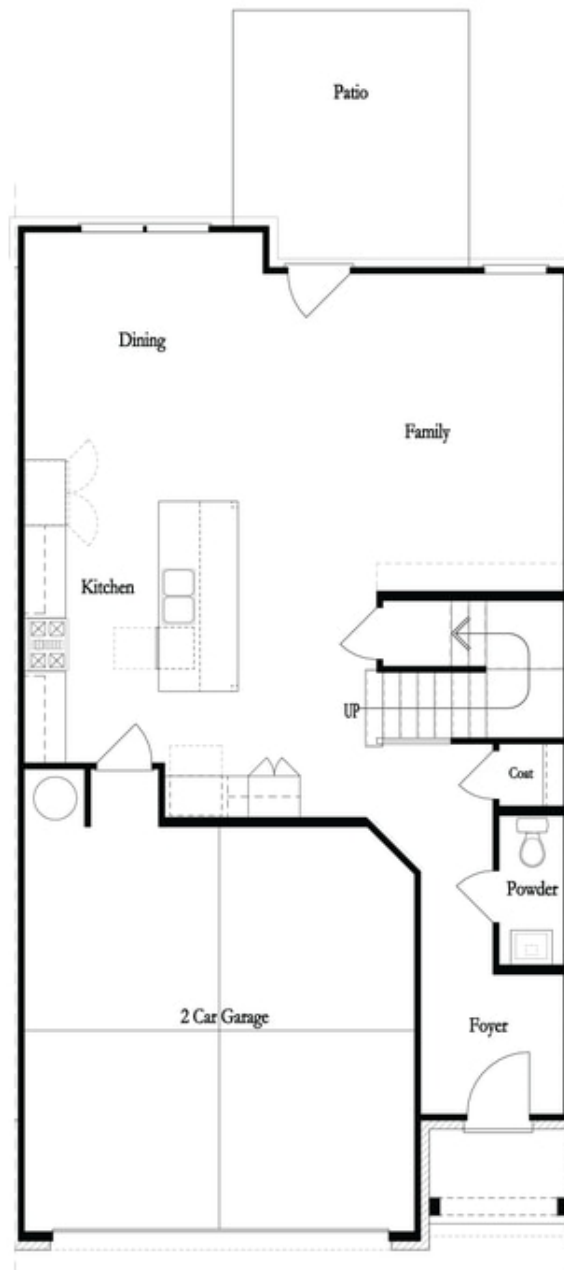 Patio
Dining
Family
Kitchen
UP
Coat
Powder
2 Car Garage
Foyer